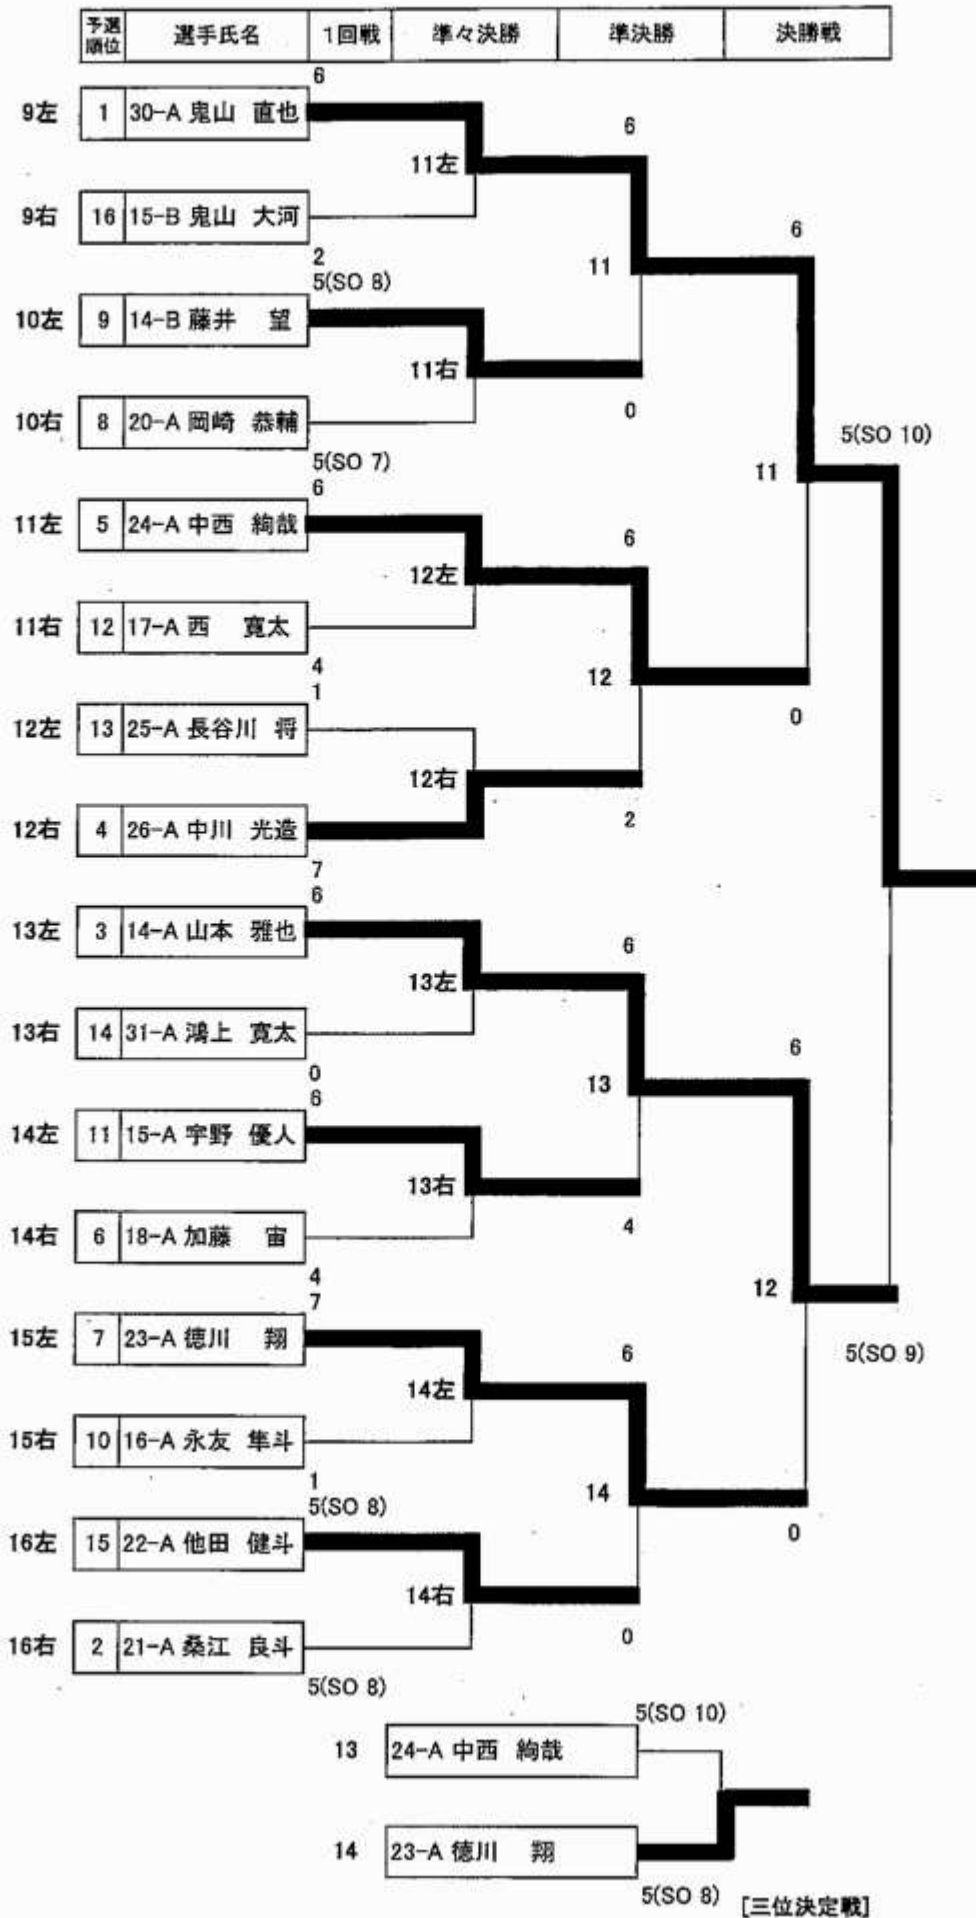 予選順位 選手氏名 1回戦 準々決勝 準決勝 決勝戦
6
9左 1 30-A 鬼山 直也
6
11左
9右 16 15-B 鬼山 大河
6
2
11
5(SO 8)
10左 9 14-B 藤井 望
11右
0
10右 8 20-A 岡崎 恭輔
5(SO 10)
5(SO 7)
11
6
11左 5 24-A 中西 絢哉
6
12左
11右 12 17-A 西 寛太
4
12
1
0
12左 13 25-A 長谷川 将
12右
2
12右 4 26-A 中川 光造
7
6
13左 3 14-A 山本 雅也
6
13左
13右 14 31-A 鴻上 寛太
6
0
13
6
14左 11 15-A 宇野 優人
13右
4
14右 6 18-A 加藤 宙
4
12
7
15左 7 23-A 徳川 翔
6
5(SO 9)
14左
15右 10 16-A 永友 隼斗
1
14
5(SO 8)
0
16左 15 22-A 他田 健斗
14右
0
16右 2 21-A 桑江 良斗
5(SO 8)
5(SO 10)
13 24-A 中西 絢哉
14 23-A 徳川 翔
5(SO 8)
[三位決定戦]